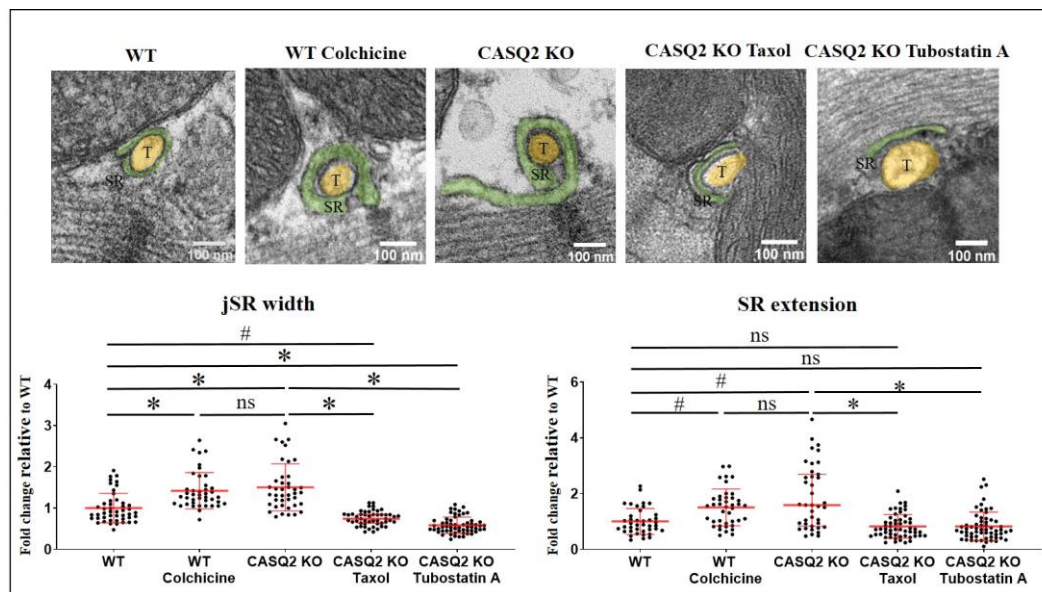 WT
WT Colchicine
CASQ2 KO
CASQ2 KO Taxol
CASQ2 KO Tubostatin A
T
SR
100 nm
T
SR
100 nm
T
SR
100 nm
T
SR
100 nm
T
SR
100 nm
jSR width
#
*
*
*
*
ns
*
Fold change relative to WT
4
3
2
1
0
WT
WT
Colchicine
CASQ2 KO
CASQ2 KO
Taxol
CASQ2 KO
Tubostatin A
SR extension
ns
ns
#
*
#
ns
*
Fold change relative to WT
6
4
2
0
WT
WT
Colchicine
CASQ2 KO
CASQ2 KO
Taxol
CASQ2 KO
Tubostatin A